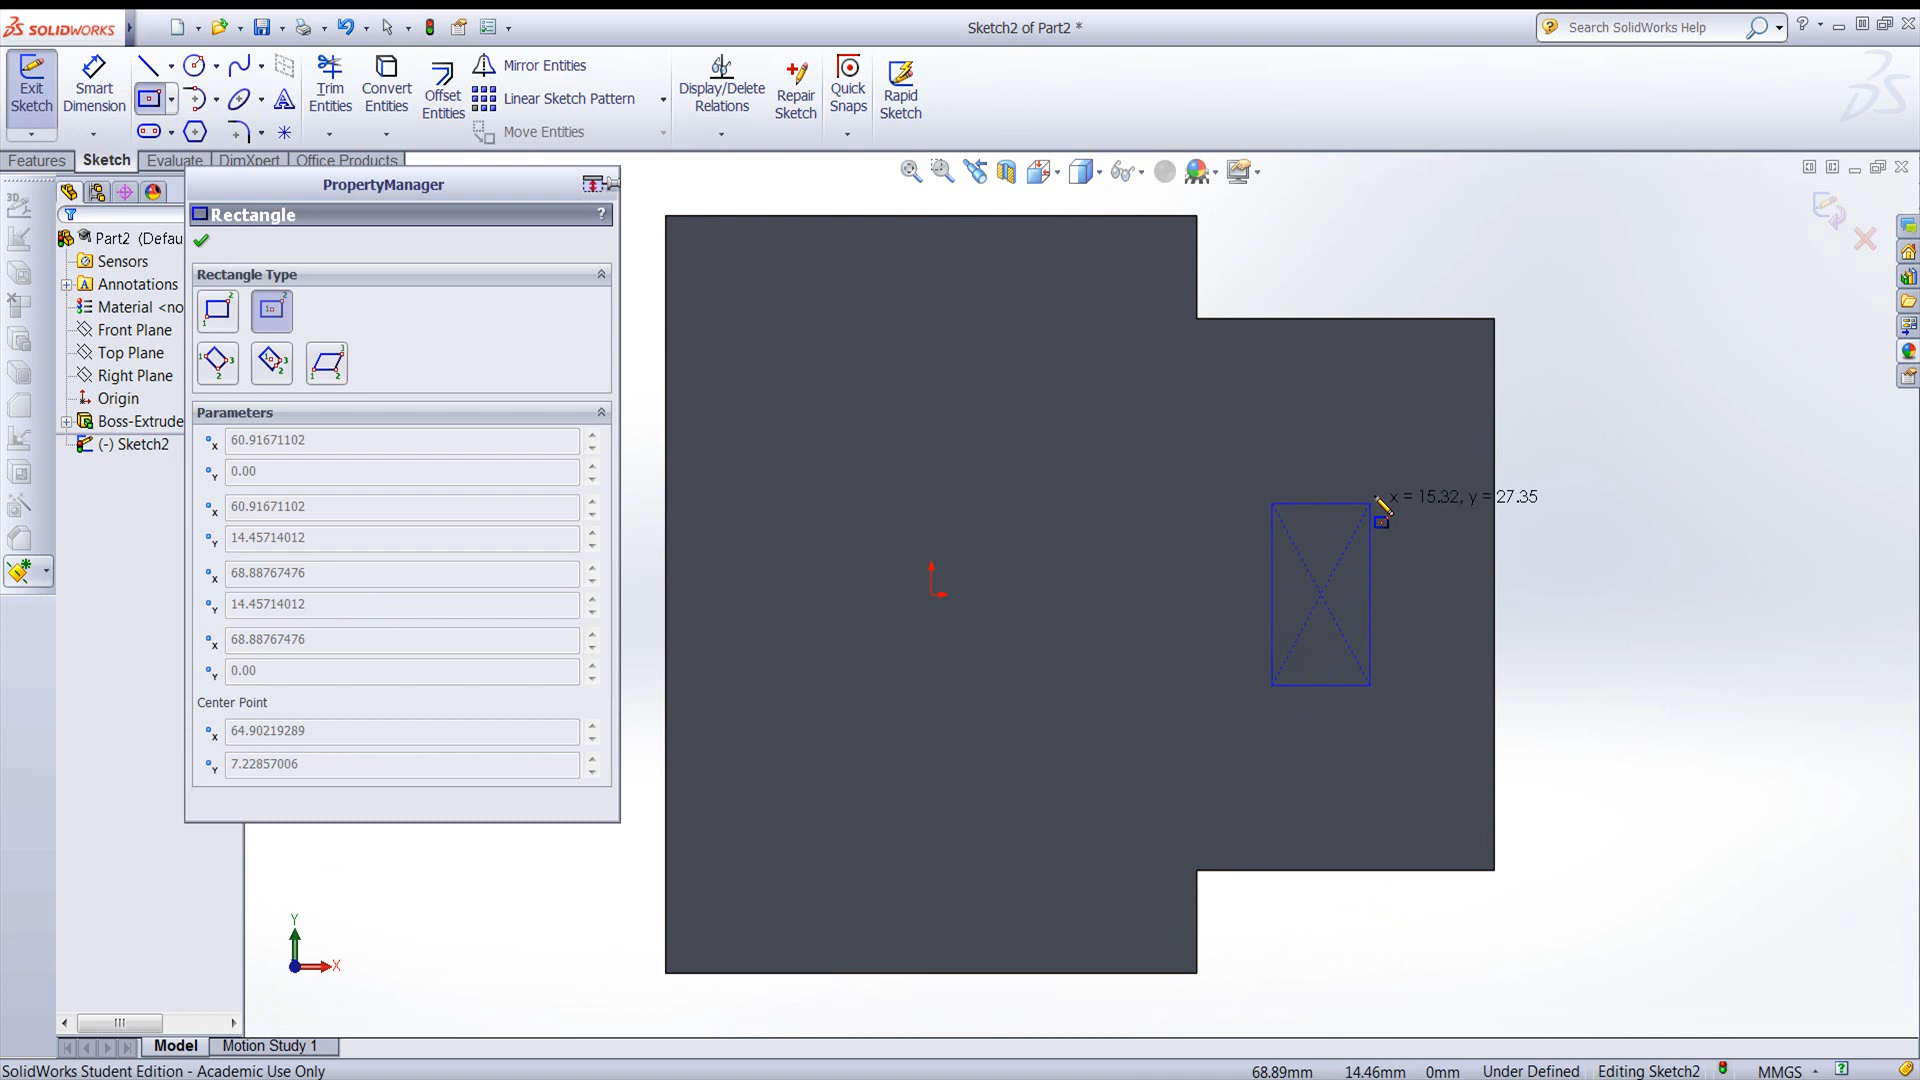 SOLIDWORKS
Sketch2 of Part2 *
Search SolidWorks Help
Exit Sketch
Smart Dimension
Trim Entities
Convert Entities
Offset Entities
Mirror Entities
Linear Sketch Pattern
Move Entities
Display/Delete Relations
Repair Sketch
Quick Snaps
Rapid Sketch
Features
Sketch
Evaluate
DimXpert
Office Products
PropertyManager
Rectangle
?
Rectangle Type
Parameters
X 60.91671102
Y 0.00
X 60.91671102
Y 14.45714012
X 68.88767476
Y 14.45714012
X 68.88767476
Y 0.00
Center Point
X 64.90219289
Y 7.22857006
Part2 (Defau
Sensors
Annotations
Material <no
Front Plane
Top Plane
Right Plane
Origin
Boss-Extrude
(-) Sketch2
x = 15.32, y = 27.35
Y
X
Model
Motion Study 1
SolidWorks Student Edition - Academic Use Only
68.89mm
14.46mm
0mm
Under Defined
Editing Sketch2
MMGS